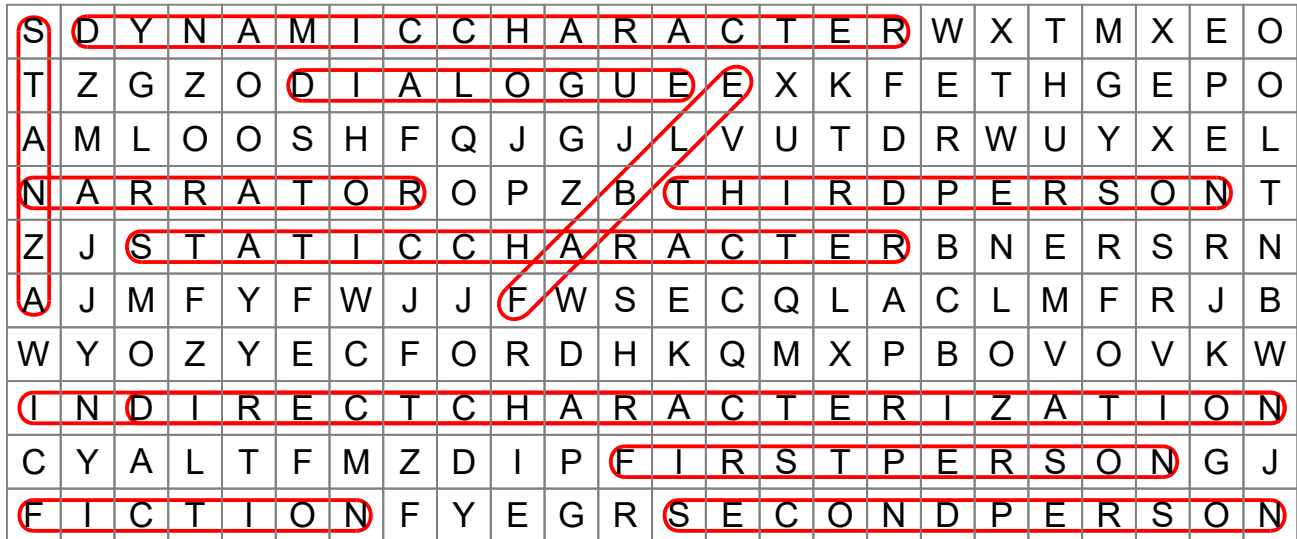 S D Y N A M I C C H A R A C T E R W X T M X E O
T Z G Z O D I A L O G U E E X K F E T H G E P O
A M L O O S H F Q J G J L V U T D R W U Y X E L
N A R R A T O R O P Z B T H I R D P E R S O N T
Z J S T A T I C C H A R A C T E R B N E R S R N
A J M F Y F W J J F W S E C Q L A C L M F R J B
W Y O Z Y E C F O R D H K Q M X P B O V O V K W
I N D I R E C T C H A R A C T E R I Z A T I O N
C Y A L T F M Z D I P F I R S T P E R S O N G J
F I C T I O N F Y E G R S E C O N D P E R S O N